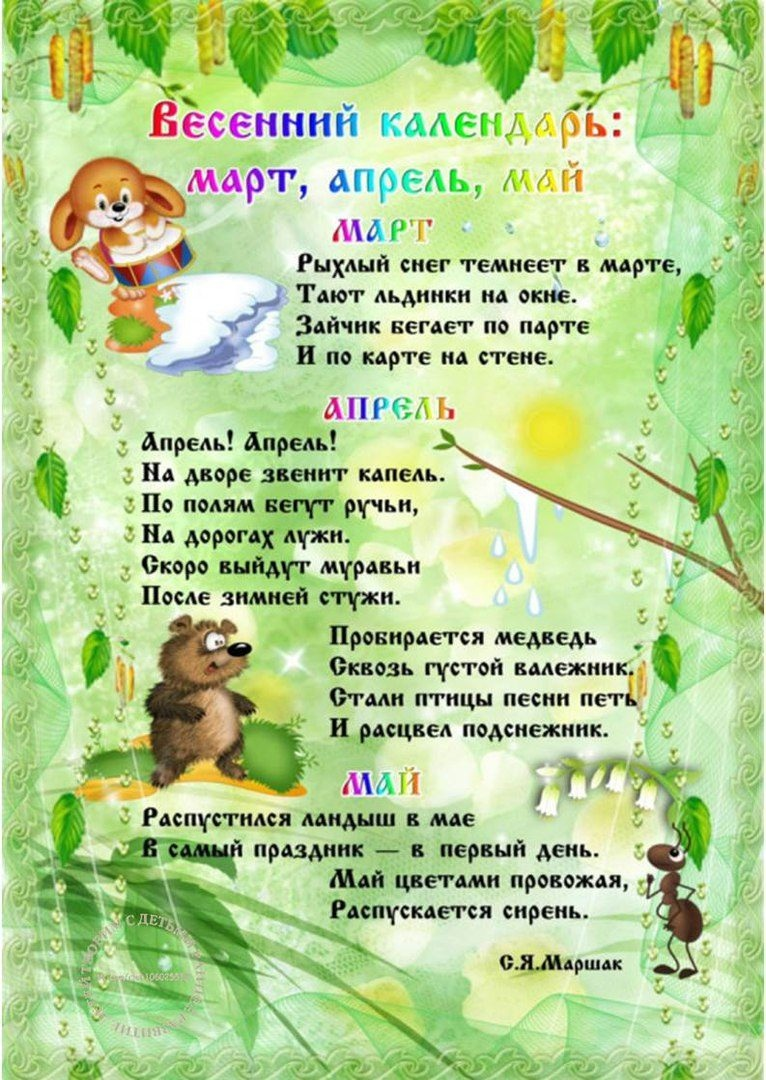 Весенний календарь:
март, апрель, май
МАРТ
Рыхлый снег темнеет в марте,
Тают льдинки на окне.
Зайчик бегает по парте
И по карте на стене.
АПРЕЛЬ
Апрель! Апрель!
На дворе звенит капель.
По полям бегут ручьи,
На дорогах лужи.
Скоро выйдут муравьи
После зимней стужи.
Пробирается медведь
Сквозь густой валежник.
Стали птицы песни петь
И расцвел подснежник.
МАЙ
Распустился ландыш в мае
В самый праздник — в первый день.
Май цветами провожая,
Распускается сирень.
С.Я.Маршак
С ДЕТЬМИ